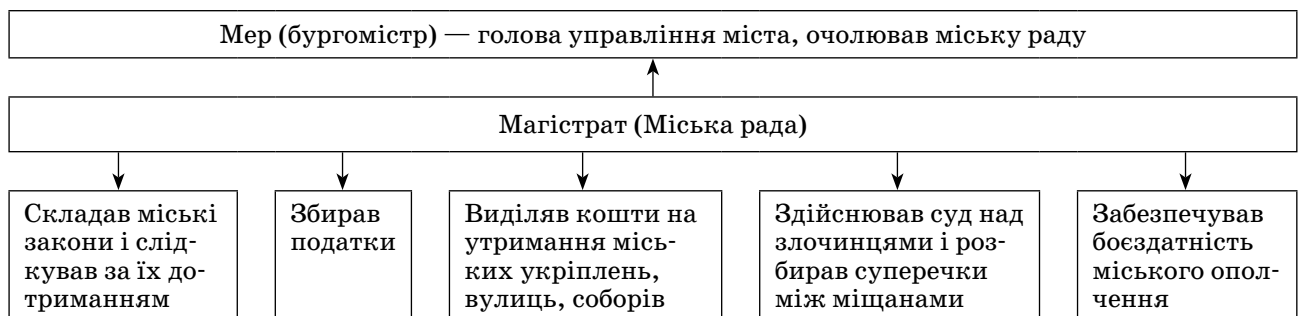 Мер (бургомістр) — голова управління міста, очолював міську раду
Магістрат (Міська рада)
Складав міські
закони і слід-
кував за їх до-
триманням
Збирав
податки
Виділяв кошти на
утримання місь-
ких укріплень,
вулиць, соборів
Здійснював суд над
злочинцями і роз-
бирав суперечки
між міщанами
Забезпечував
боєздатність
міського опол-
чення